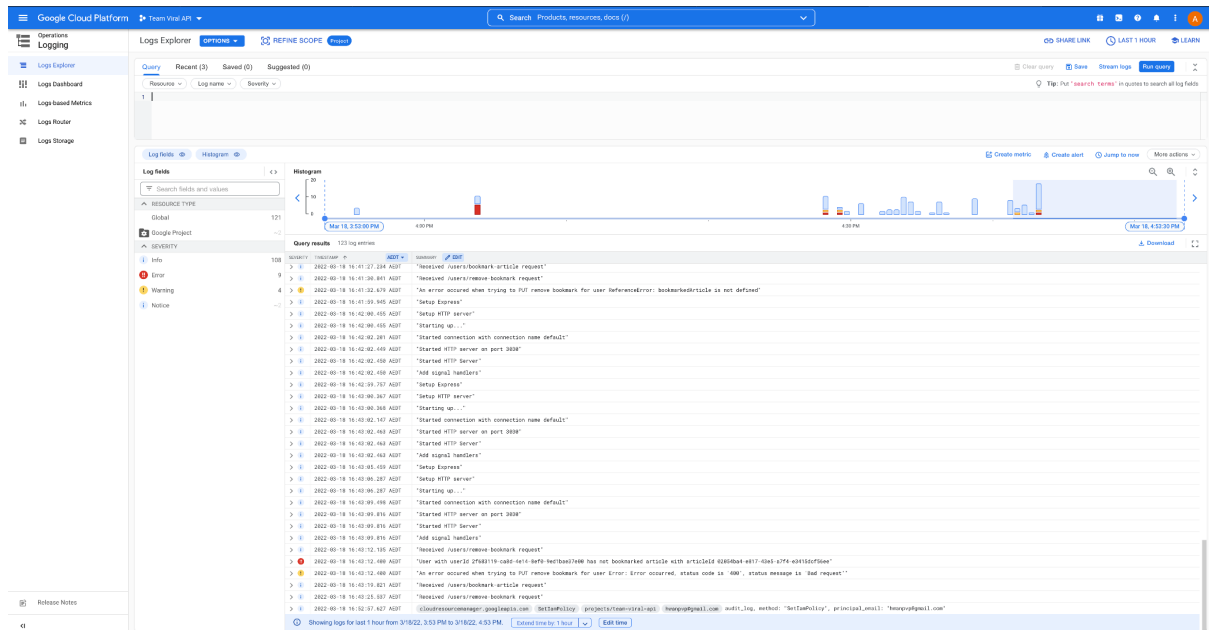 Google Cloud Platform
Team Viral API
Search Products, resources, docs (/)
A
Operations
Logging
Logs Explorer
OPTIONS
REFINE SCOPE
Project
SHARE LINK
LAST 1 HOUR
LEARN
Logs Explorer
Logs Dashboard
Logs-based Metrics
Logs Router
Logs Storage
Release Notes
Query
Recent (3)
Saved (0)
Suggested (0)
Clear query
Save
Stream logs
Run query
Resource
Log name
Severity
Tip: Put "search terms" in quotes to search all log fields
1
Log fields
Histogram
Create metric
Create alert
Jump to now
More actions
Log fields
Search fields and values
RESOURCE TYPE
Global 121
Google Project
SEVERITY
Info 108
Error 9
Warning 4
Notice
Histogram
20
10
0
Mar 18, 3:53:00 PM
4:00 PM
4:30 PM
Mar 18, 4:53:30 PM
Query results 123 log entries
Download
SEVERITY TIMESTAMP AEDT SUMMARY EDIT
2022-03-18 16:41:27.234 AEDT "Received /users/bookmark-article request"
2022-03-18 16:41:30.841 AEDT "Received /users/remove-bookmark request"
2022-03-18 16:41:32.679 AEDT "An error occured when trying to PUT remove bookmark for user ReferenceError: bookmarkedArticle is not defined"
2022-03-18 16:41:59.945 AEDT "Setup Express"
2022-03-18 16:42:00.455 AEDT "Setup HTTP server"
2022-03-18 16:42:00.455 AEDT "Starting up..."
2022-03-18 16:42:02.201 AEDT "Started connection with connection name default"
2022-03-18 16:42:02.449 AEDT "Started HTTP server on port 3030"
2022-03-18 16:42:02.450 AEDT "Started HTTP Server"
2022-03-18 16:42:02.450 AEDT "Add signal handlers"
2022-03-18 16:42:59.757 AEDT "Setup Express"
2022-03-18 16:43:00.367 AEDT "Setup HTTP server"
2022-03-18 16:43:00.368 AEDT "Starting up..."
2022-03-18 16:43:02.147 AEDT "Started connection with connection name default"
2022-03-18 16:43:02.463 AEDT "Started HTTP server on port 3030"
2022-03-18 16:43:02.463 AEDT "Started HTTP Server"
2022-03-18 16:43:02.463 AEDT "Add signal handlers"
2022-03-18 16:43:05.459 AEDT "Setup Express"
2022-03-18 16:43:06.287 AEDT "Setup HTTP server"
2022-03-18 16:43:06.287 AEDT "Starting up..."
2022-03-18 16:43:09.498 AEDT "Started connection with connection name default"
2022-03-18 16:43:09.816 AEDT "Started HTTP server on port 3030"
2022-03-18 16:43:09.816 AEDT "Started HTTP Server"
2022-03-18 16:43:09.816 AEDT "Add signal handlers"
2022-03-18 16:43:12.135 AEDT "Received /users/remove-bookmark request"
2022-03-18 16:43:12.400 AEDT "User with userId has not bookmarked article with articleId
2022-03-18 16:43:12.400 AEDT "An error occured when trying to PUT remove bookmark for user Error: Error occurred, status code is '400', status message is 'Bad request'"
2022-03-18 16:43:19.821 AEDT "Received /users/bookmark-article request"
2022-03-18 16:43:25.537 AEDT "Received /users/remove-bookmark request"
2022-03-18 16:52:57.627 AEDT cloudresourcemanager.googleapis.com SetIamPolicy projects/team-viral-api audit_log, method: "SetIamPolicy", principal_email:
Showing logs for last 1 hour from 3/18/22, 3:53 PM to 3/18/22, 4:53 PM.
Extend time by: 1 hour
Edit time